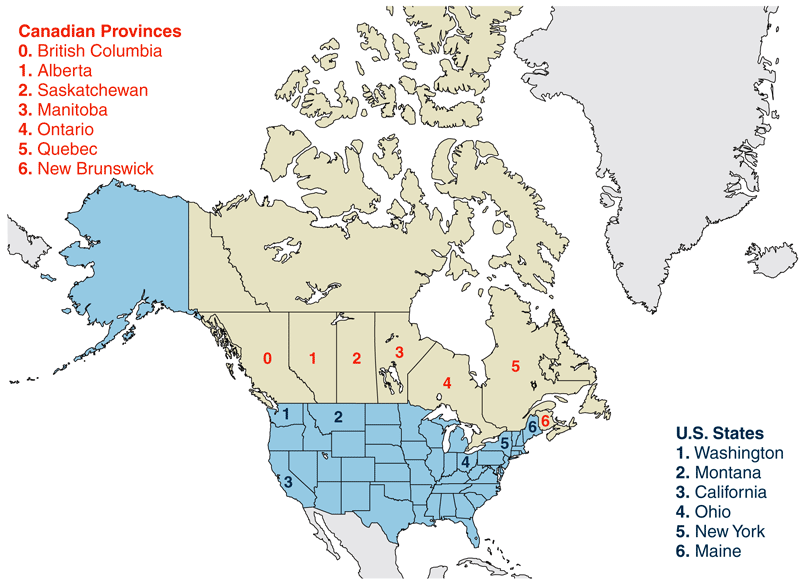 Canadian Provinces
0. British Columbia
1. Alberta
2. Saskatchewan
3. Manitoba
4. Ontario
5. Quebec
6. New Brunswick
0
1
2
3
4
5
6
1
2
3
4
5
6
U.S. States
1. Washington
2. Montana
3. California
4. Ohio
5. New York
6. Maine